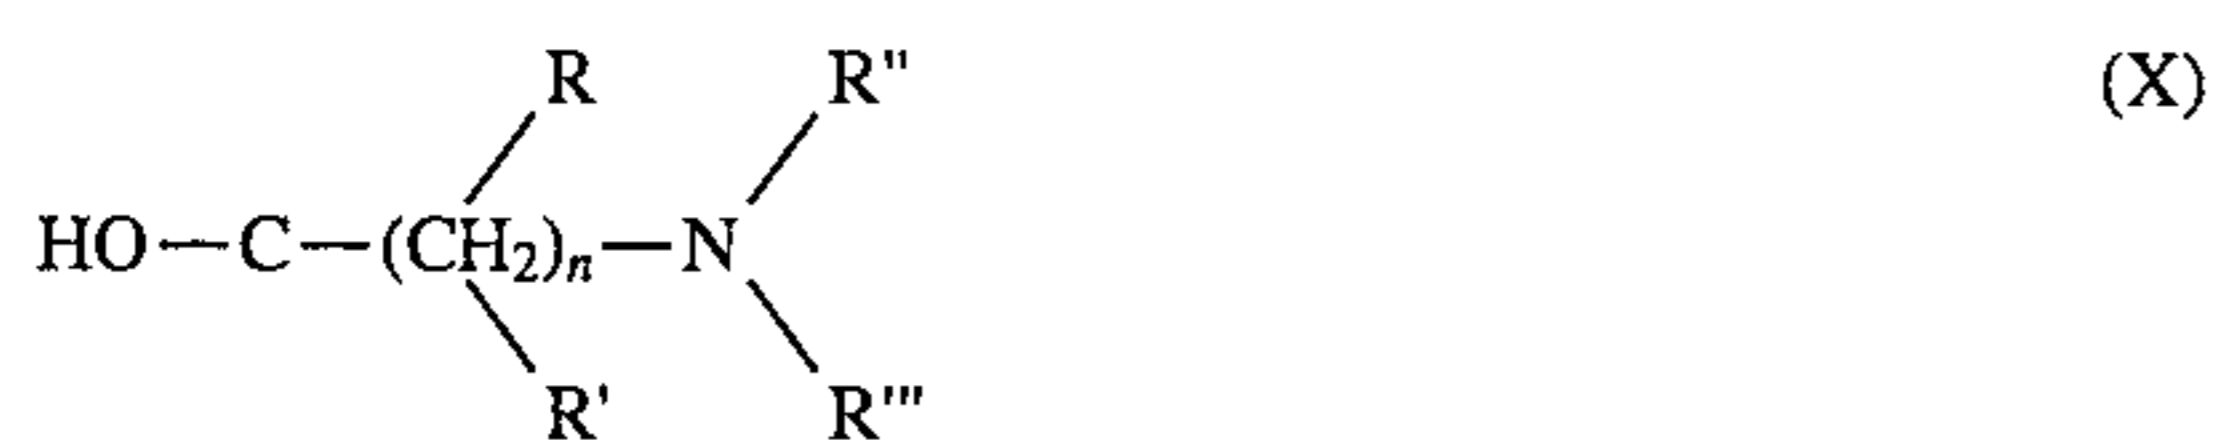 R R" (X)
HO—C—(CH₂)ₙ—N
R' R'"